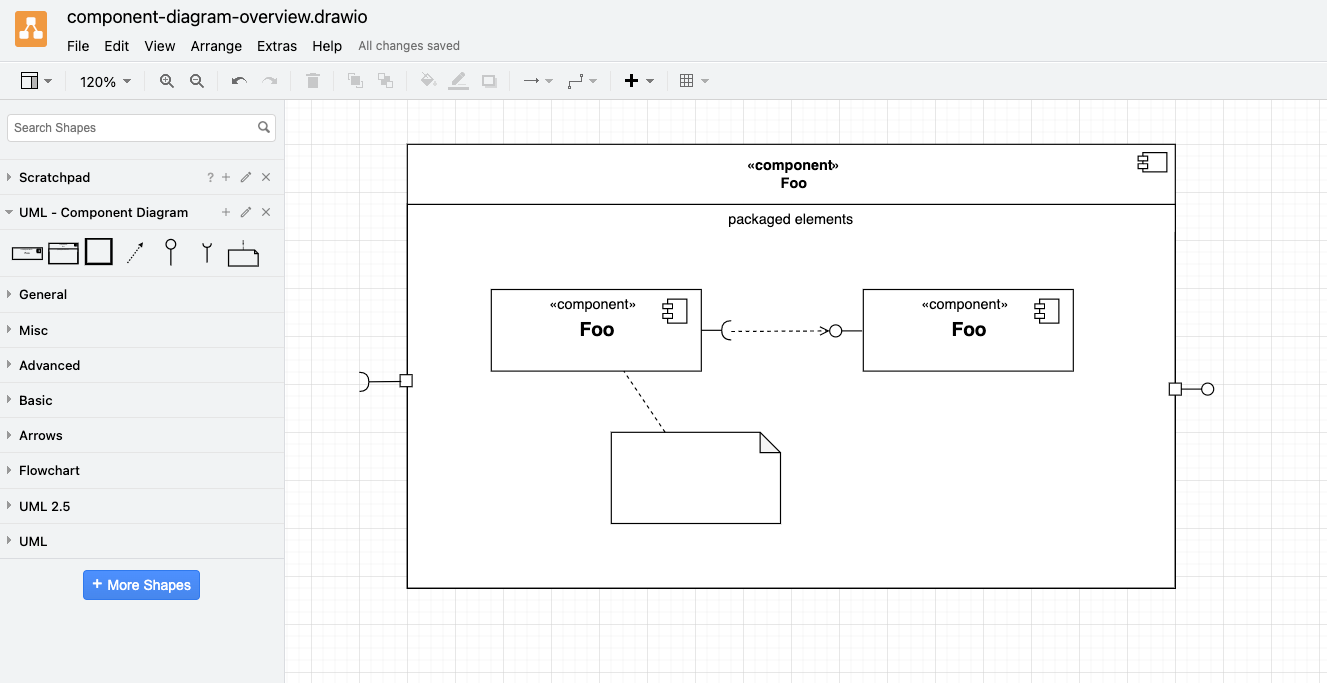 component-diagram-overview.drawio
File Edit View Arrange Extras Help All changes saved
120%
Search Shapes
Scratchpad ?
UML - Component Diagram
General
Misc
Advanced
Basic
Arrows
Flowchart
UML 2.5
UML
+ More Shapes
«component»
Foo
packaged elements
«component»
Foo
«component»
Foo